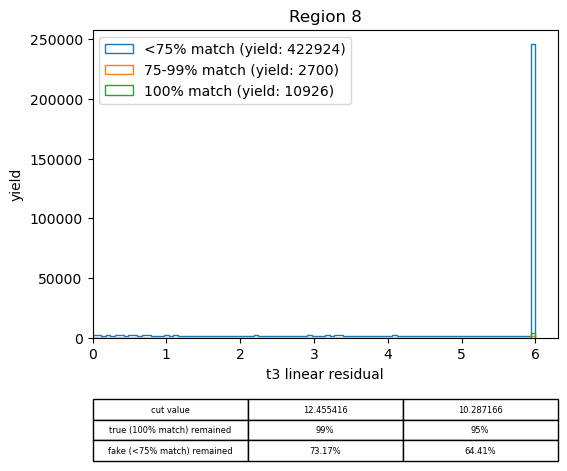 Region 8
<75% match (yield: 422924)
75-99% match (yield: 2700)
100% match (yield: 10926)
250000
200000
150000
100000
50000
0
yield
0 1 2 3 4 5 6
t3 linear residual
cut value 12.455416 10.287166
true (100% match) remained 99% 95%
fake (<75% match) remained 73.17% 64.41%